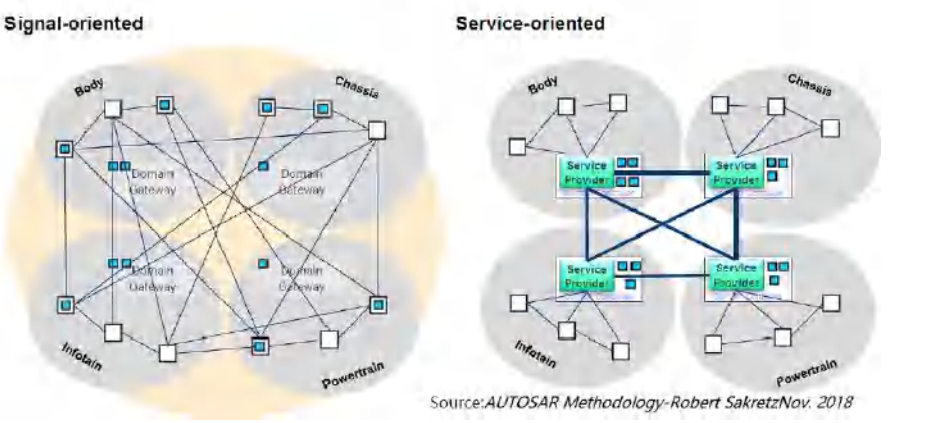 Signal-oriented
Service-oriented
Body
Chassis
Domain
Gateway
Domain
Gateway
Domain
Gateway
Domain
Gateway
Infotain
Powertrain
Body
Chassis
Service
Provider
Service
Provider
Service
Provider
Service
Provider
Infotain
Powertrain
Source:AUTOSAR Methodology-Robert SakretzNov. 2018